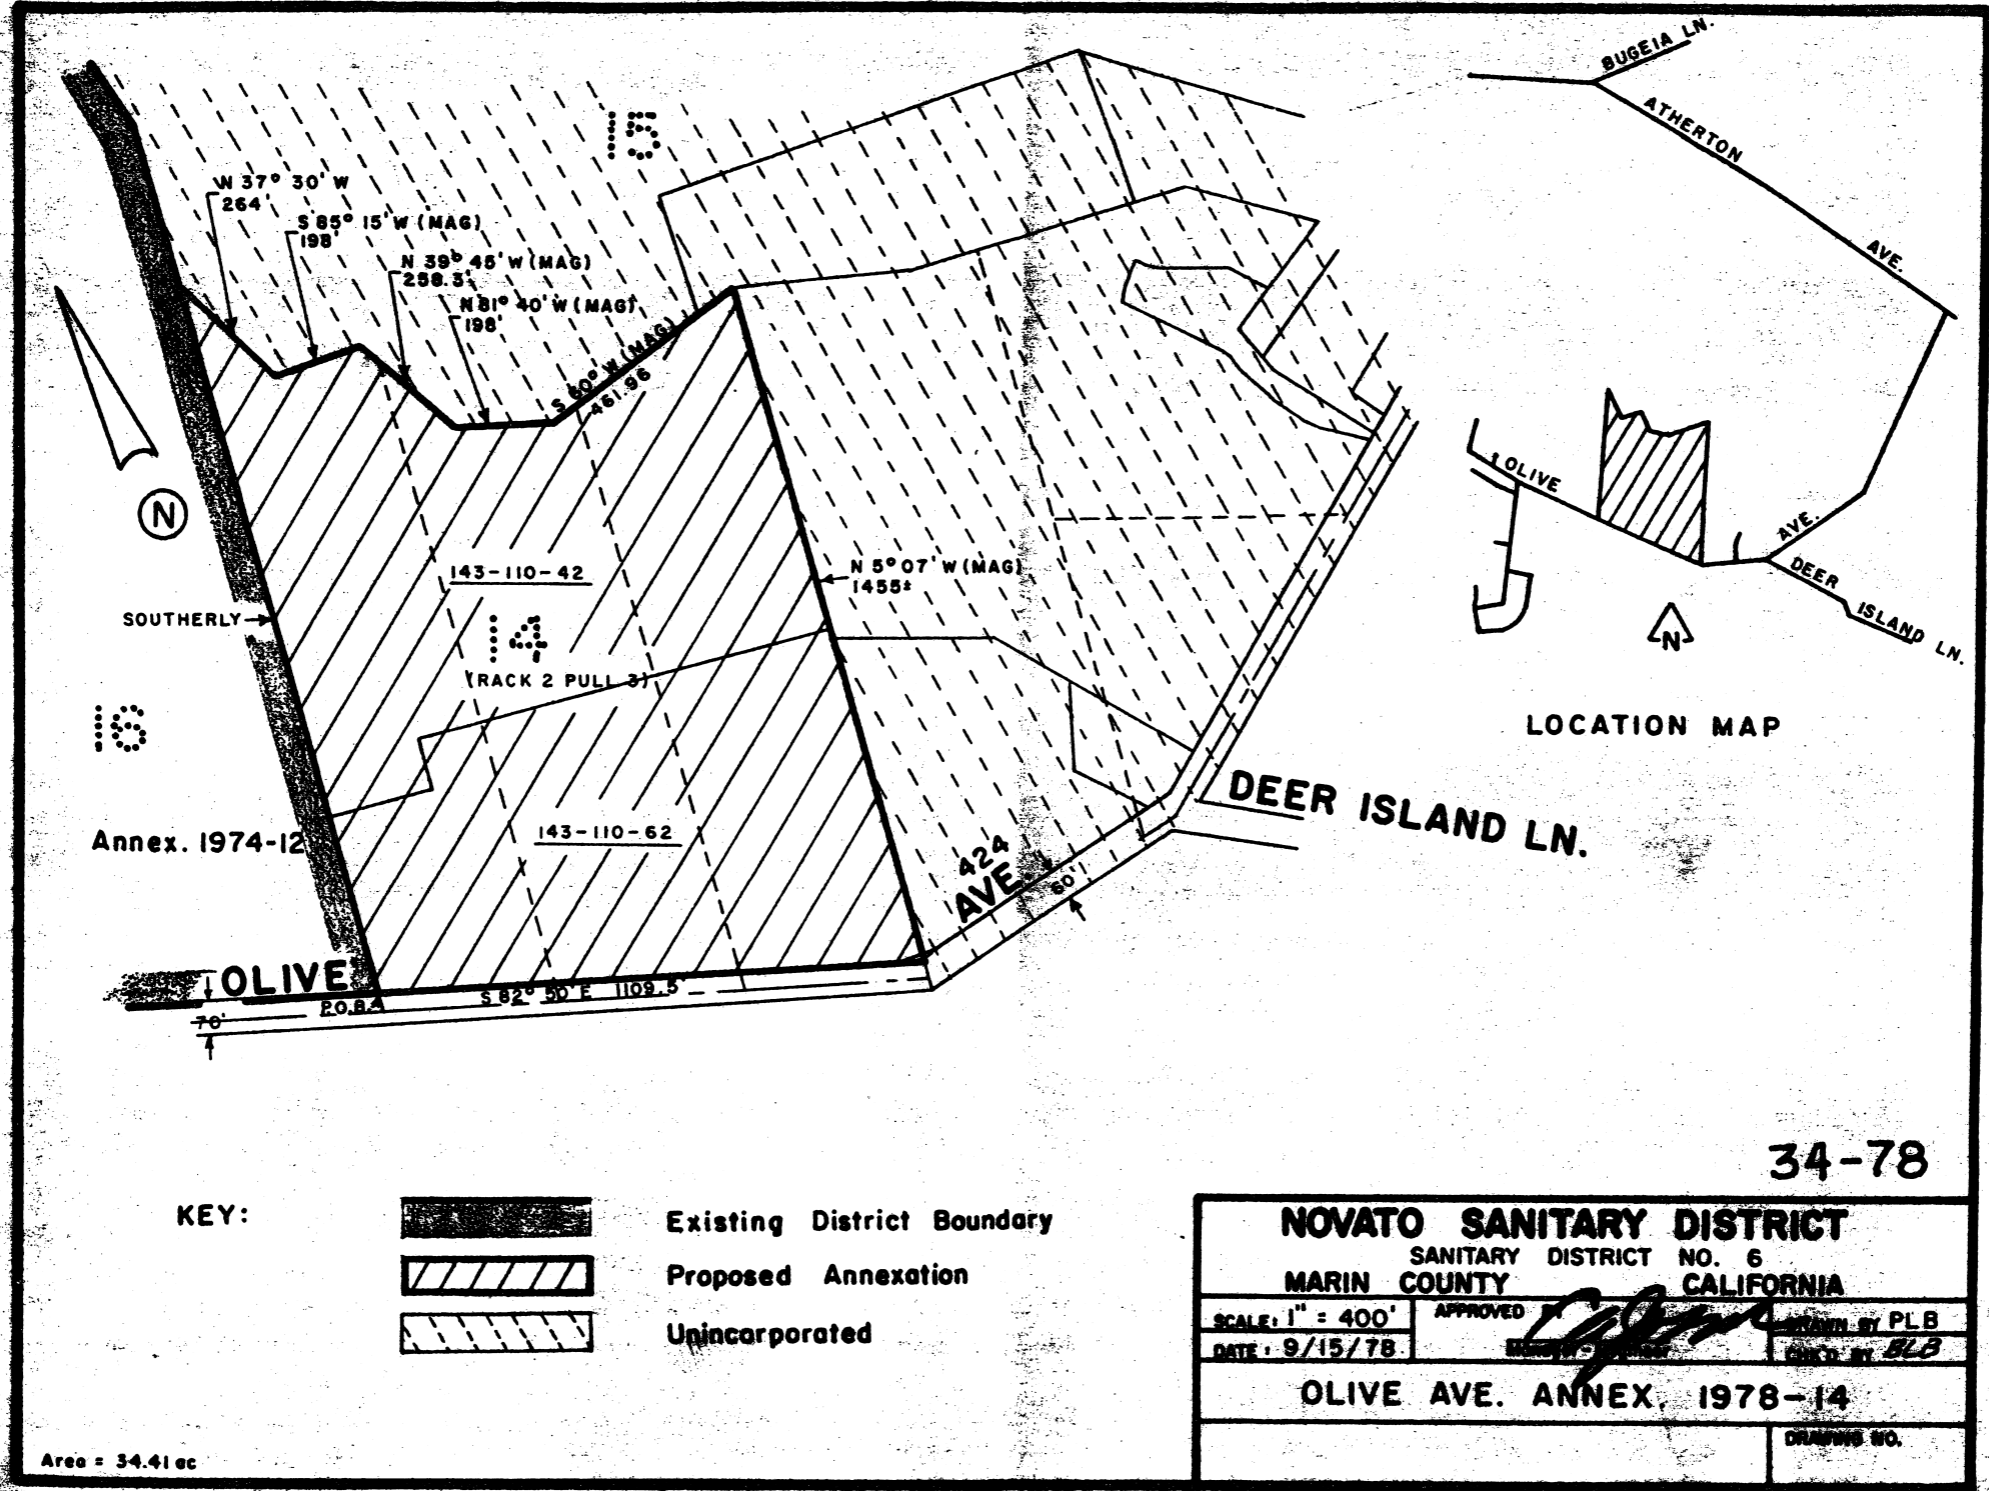 BUGEIA LN.
ATHERTON
AVE.
15
N 37° 30' W
264'
S 85° 15' W (MAG)
198'
N 39° 45' W (MAG)
258.3'
N 81° 40' W (MAG)
198'
S 60° W (MAG)
461.96
OLIVE
AVE.
DEER
ISLAND LN.
N
LOCATION MAP
N
143-110-42
N 5° 07' W (MAG)
1455±
SOUTHERLY
14
(RACK 2 PULL 3)
16
Annex. 1974-12
143-110-62
DEER ISLAND LN.
424
AVE.
60'
OLIVE
P.O.B.
S 82° 50' E 1109.5'
70'
34-78
KEY:
Existing District Boundary
Proposed Annexation
Unincorporated
NOVATO SANITARY DISTRICT
SANITARY DISTRICT NO. 6
MARIN COUNTY CALIFORNIA
SCALE: 1" = 400'
APPROVED BY
DRAWN BY PLB
DATE: 9/15/78
CHK'D BY BLB
OLIVE AVE. ANNEX. 1978-14
DRAWING NO.
Area = 34.41 ac